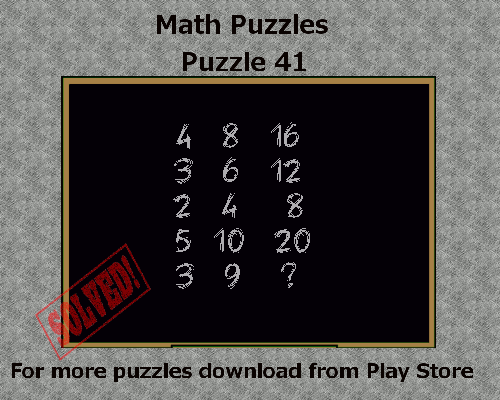 Math Puzzles
Puzzle 41
4 8 16
3 6 12
2 4 8
5 10 20
3 9 ?
SOLVED!
For more puzzles download from Play Store